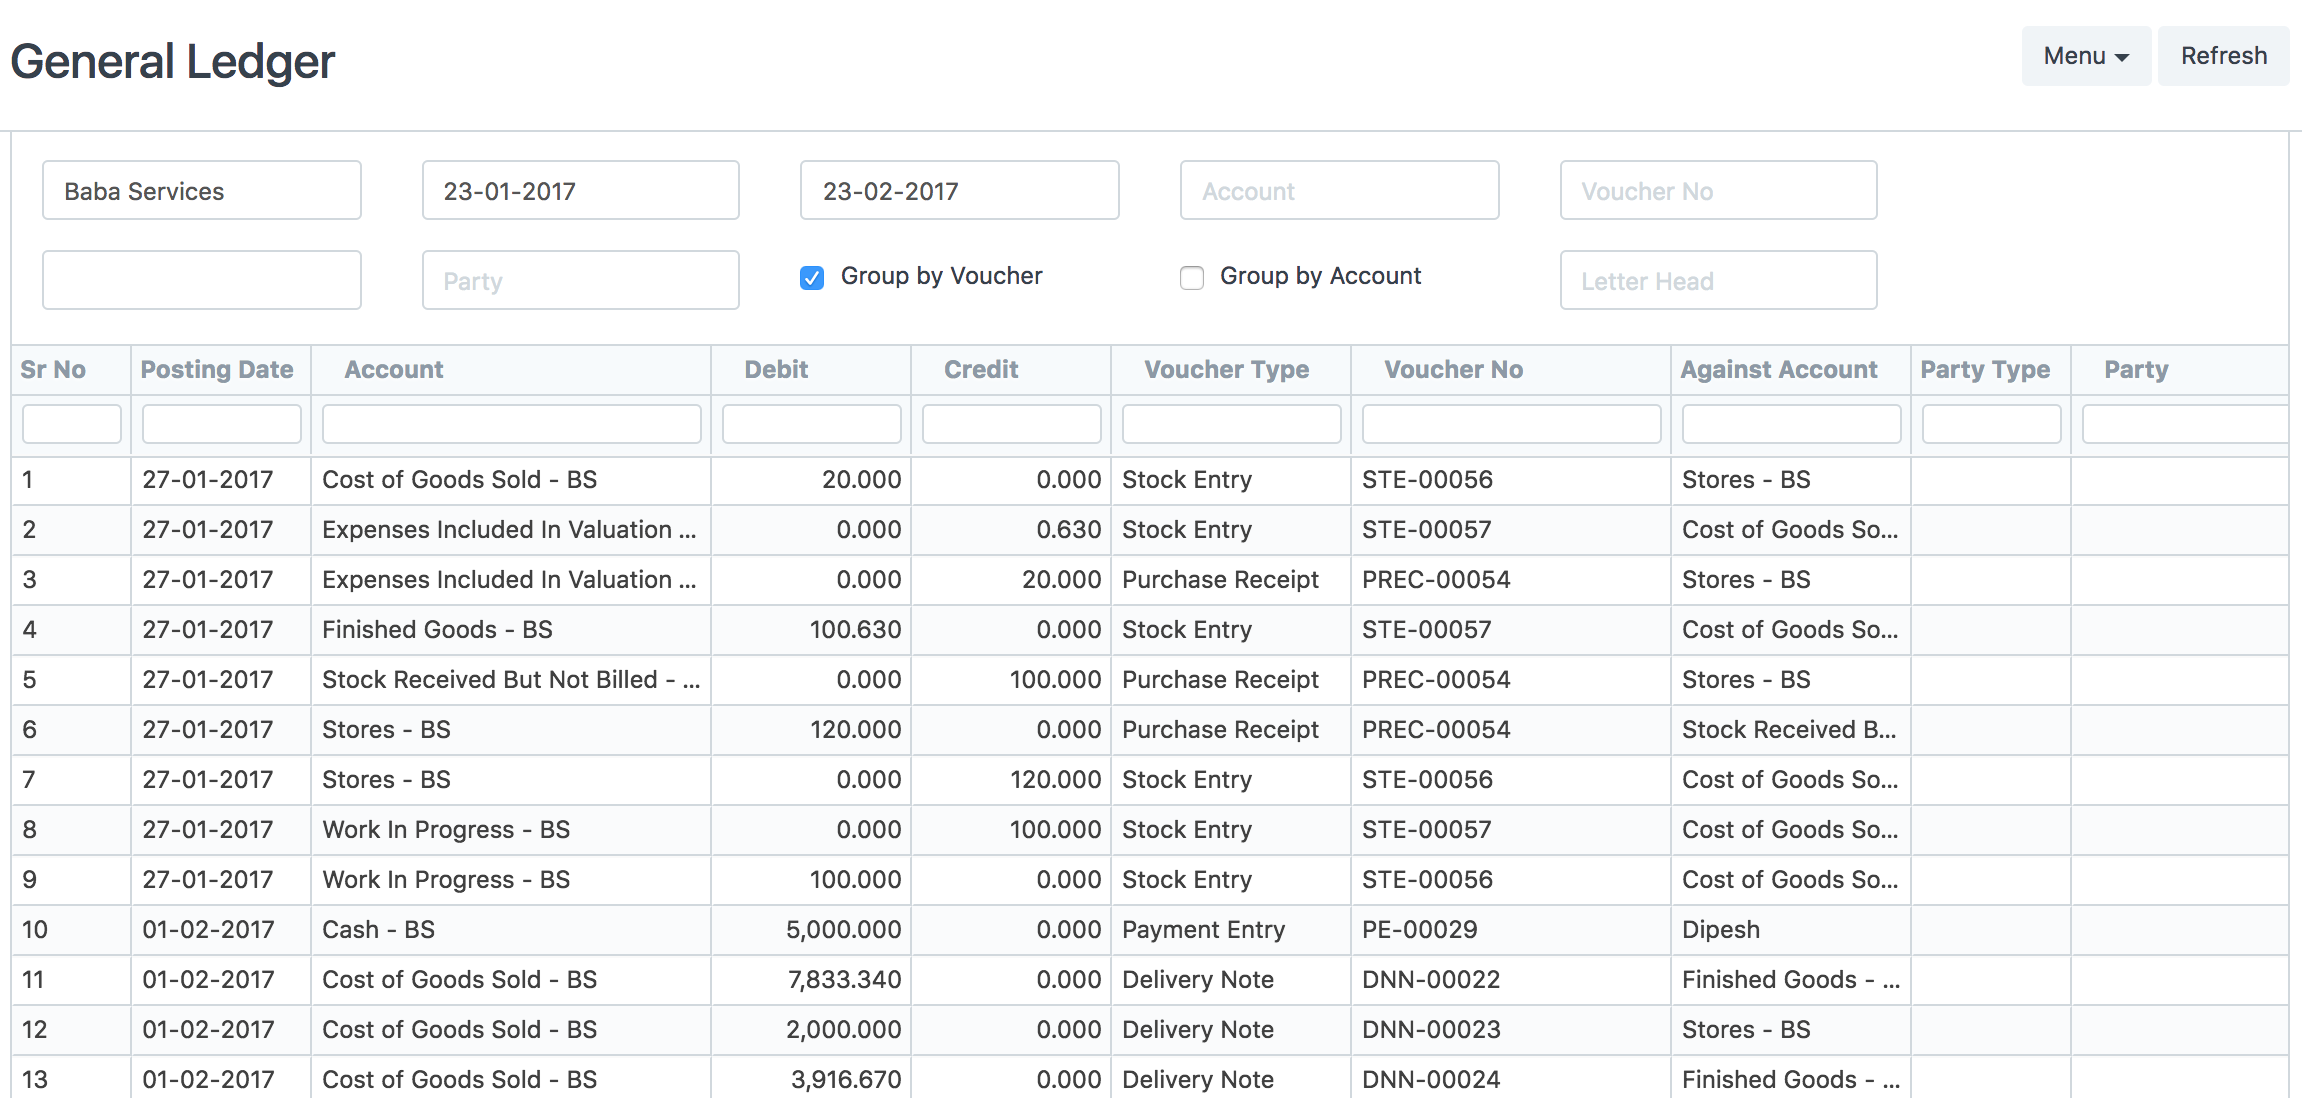 General Ledger
Menu Refresh
Baba Services 23-01-2017 23-02-2017 Account Voucher No
Party Group by Voucher Group by Account Letter Head
Sr No Posting Date Account Debit Credit Voucher Type Voucher No Against Account Party Type Party
1 27-01-2017 Cost of Goods Sold - BS 20.000 0.000 Stock Entry STE-00056 Stores - BS
2 27-01-2017 Expenses Included In Valuation ... 0.000 0.630 Stock Entry STE-00057 Cost of Goods So...
3 27-01-2017 Expenses Included In Valuation ... 0.000 20.000 Purchase Receipt PREC-00054 Stores - BS
4 27-01-2017 Finished Goods - BS 100.630 0.000 Stock Entry STE-00057 Cost of Goods So...
5 27-01-2017 Stock Received But Not Billed - ... 0.000 100.000 Purchase Receipt PREC-00054 Stores - BS
6 27-01-2017 Stores - BS 120.000 0.000 Purchase Receipt PREC-00054 Stock Received B...
7 27-01-2017 Stores - BS 0.000 120.000 Stock Entry STE-00056 Cost of Goods So...
8 27-01-2017 Work In Progress - BS 0.000 100.000 Stock Entry STE-00057 Cost of Goods So...
9 27-01-2017 Work In Progress - BS 100.000 0.000 Stock Entry STE-00056 Cost of Goods So...
10 01-02-2017 Cash - BS 5,000.000 0.000 Payment Entry PE-00029 Dipesh
11 01-02-2017 Cost of Goods Sold - BS 7,833.340 0.000 Delivery Note DNN-00022 Finished Goods - ...
12 01-02-2017 Cost of Goods Sold - BS 2,000.000 0.000 Delivery Note DNN-00023 Stores - BS
13 01-02-2017 Cost of Goods Sold - BS 3,916.670 0.000 Delivery Note DNN-00024 Finished Goods - ...